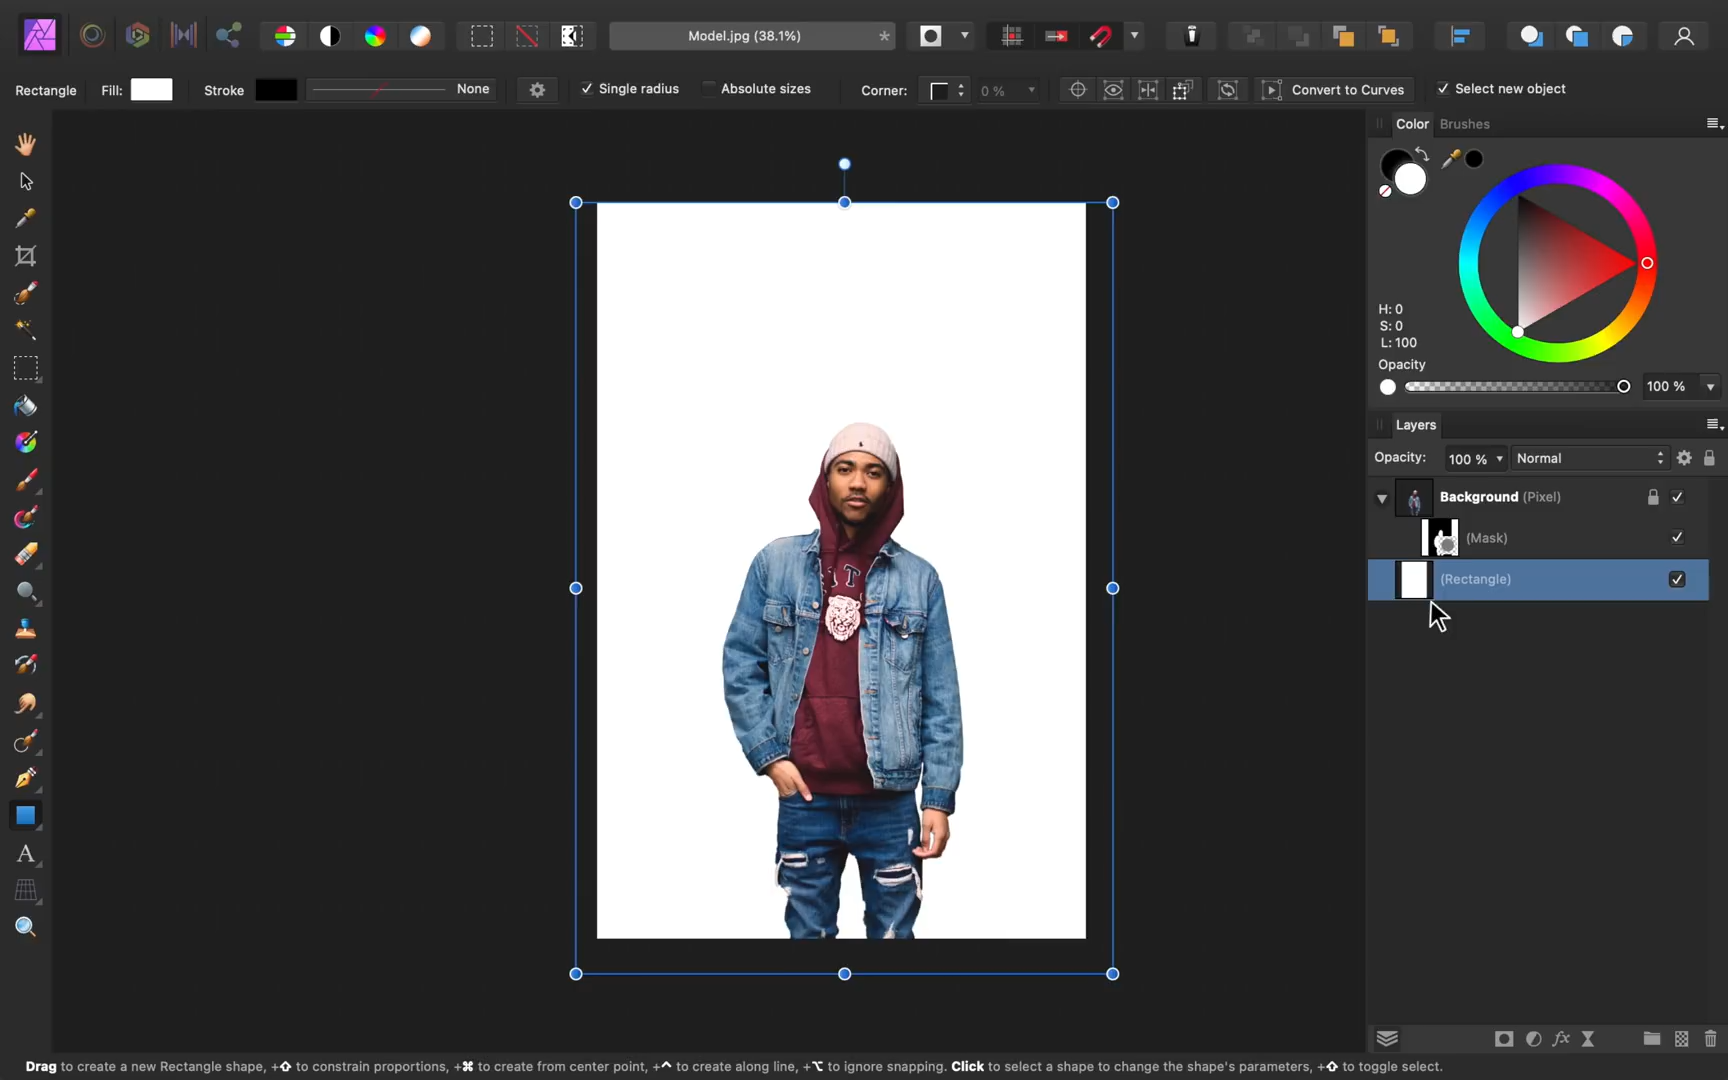 Model.jpg (38.1%)
*
Rectangle Fill: Stroke None Single radius Absolute sizes Corner: 0 % Convert to Curves Select new object
Color Brushes
H: 0
S: 0
L: 100
Opacity
100 %
Layers
Opacity: 100 % Normal
Background (Pixel)
(Mask)
(Rectangle)
A
fx
Drag to create a new Rectangle shape, +⇧ to constrain proportions, +⌘ to create from center point, +⌃ to create along line, +⌥ to ignore snapping. Click to select a shape to change the shape's parameters, +⇧ to toggle select.